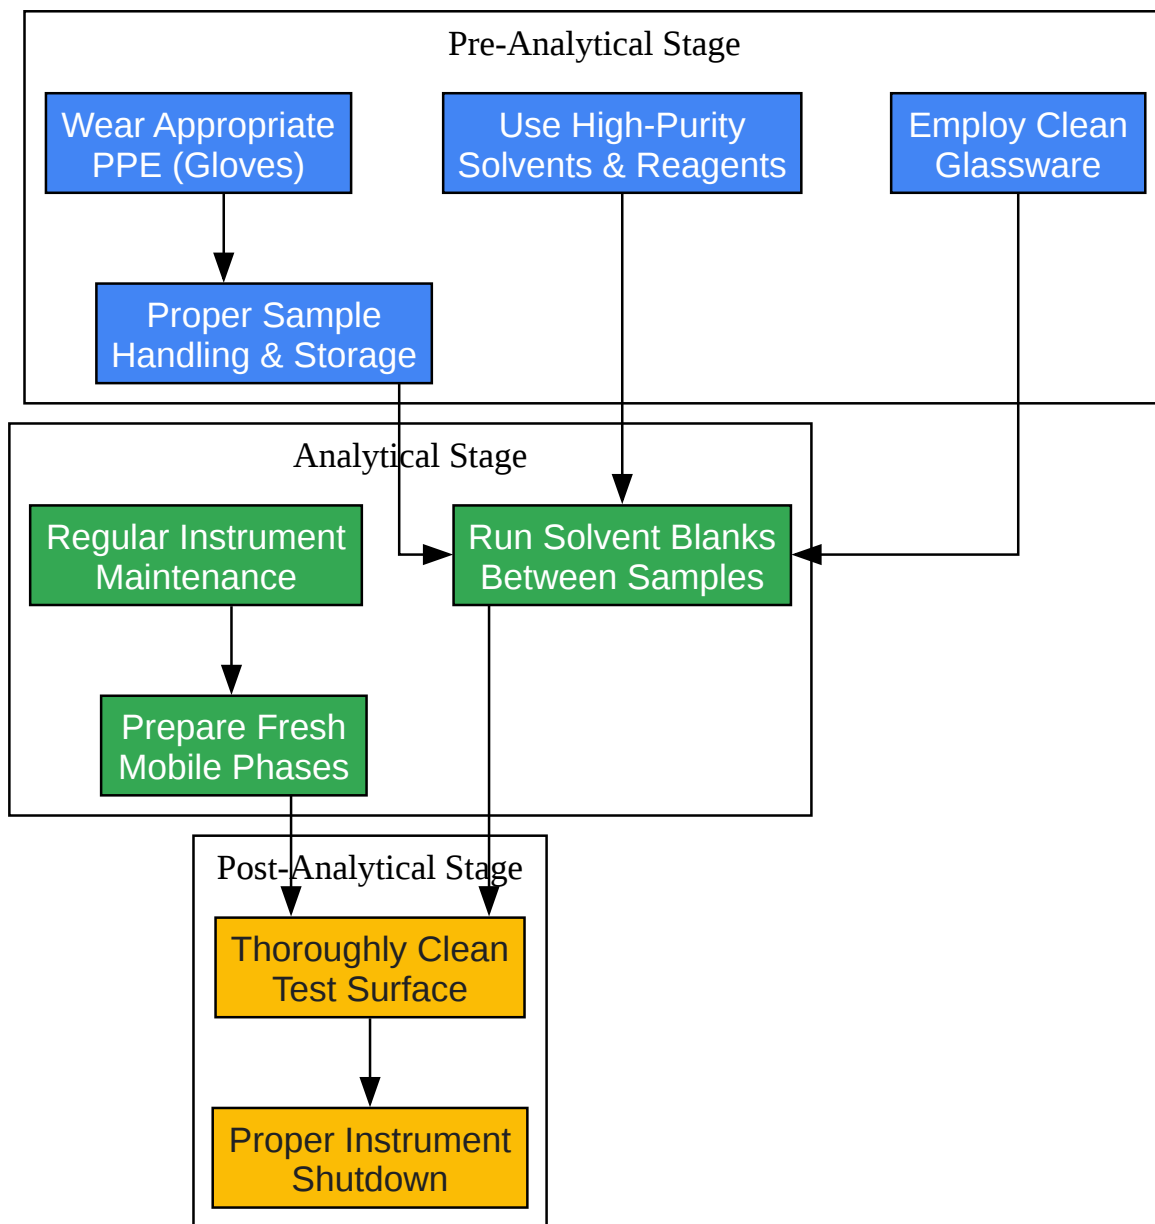 Pre-Analytical Stage
Wear Appropriate
PPE (Gloves)
Use High-Purity
Solvents & Reagents
Employ Clean
Glassware
Proper Sample
Handling & Storage
Analytical Stage
Regular Instrument
Maintenance
Run Solvent Blanks
Between Samples
Prepare Fresh
Mobile Phases
Post-Analytical Stage
Thoroughly Clean
Test Surface
Proper Instrument
Shutdown